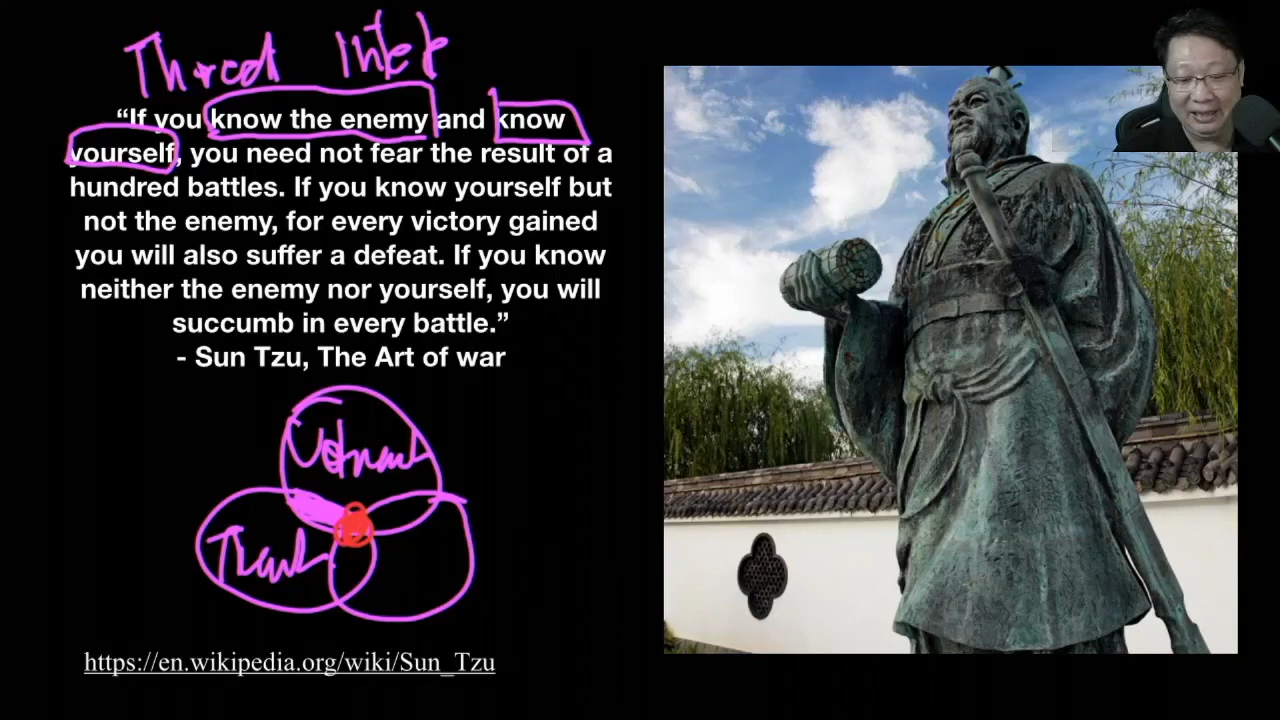 Threat Intel
“If you know the enemy and know
yourself, you need not fear the result of a
hundred battles. If you know yourself but
not the enemy, for every victory gained
you will also suffer a defeat. If you know
neither the enemy nor yourself, you will
succumb in every battle.”
- Sun Tzu, The Art of war
https://en.wikipedia.org/wiki/Sun_Tzu